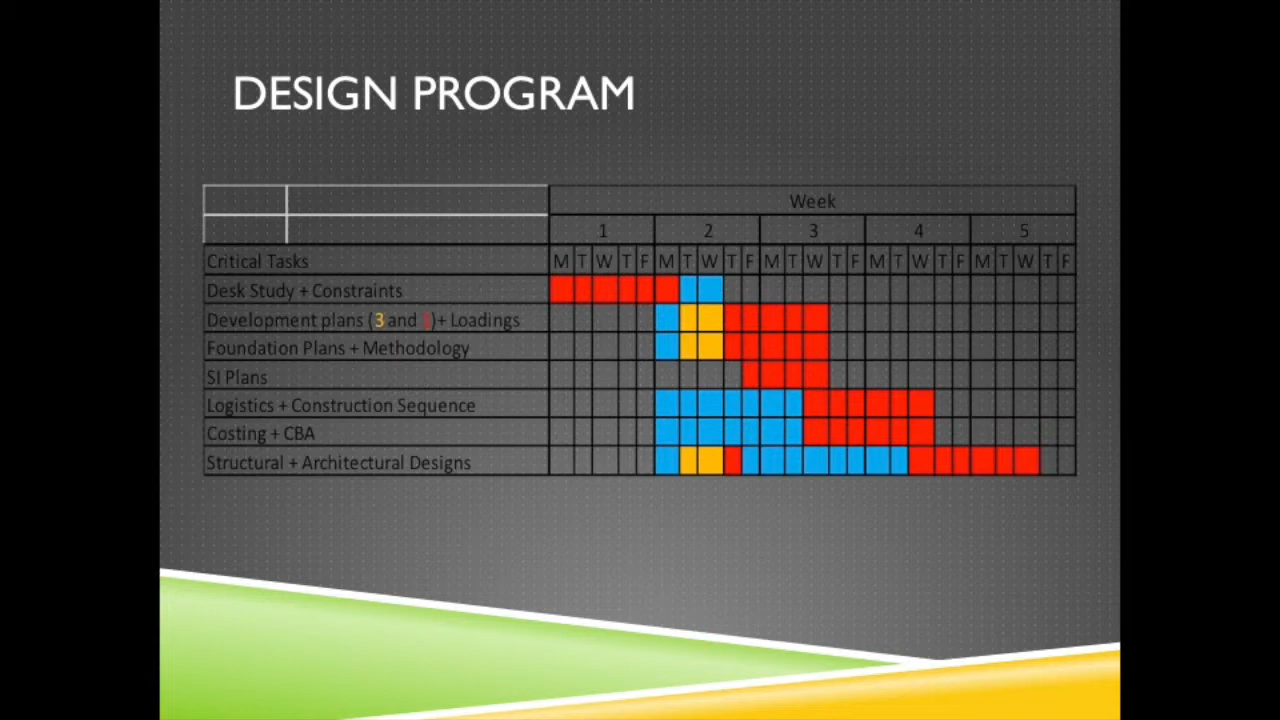 DESIGN PROGRAM
Week
1 2 3 4 5
Critical Tasks M T W T F M T W T F M T W T F M T W T F M T W T F
Desk Study + Constraints
Development plans (3 and 1)+ Loadings
Foundation Plans + Methodology
SI Plans
Logistics + Construction Sequence
Costing + CBA
Structural + Architectural Designs